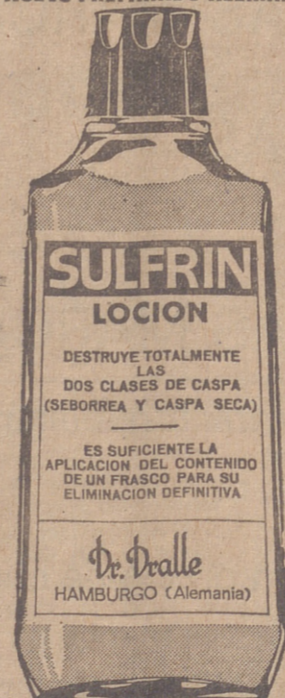 SULFRIN
LOCION
DESTRUYE TOTALMENTE
LAS
DOS CLASES DE CASPA
(SEBORREA Y CASPA SECA)
ES SUFICIENTE LA
APLICACION DEL CONTENIDO
DE UN FRASCO PARA SU
ELIMINACION DEFINITIVA
Dr. Dralle
HAMBURGO (Alemania)